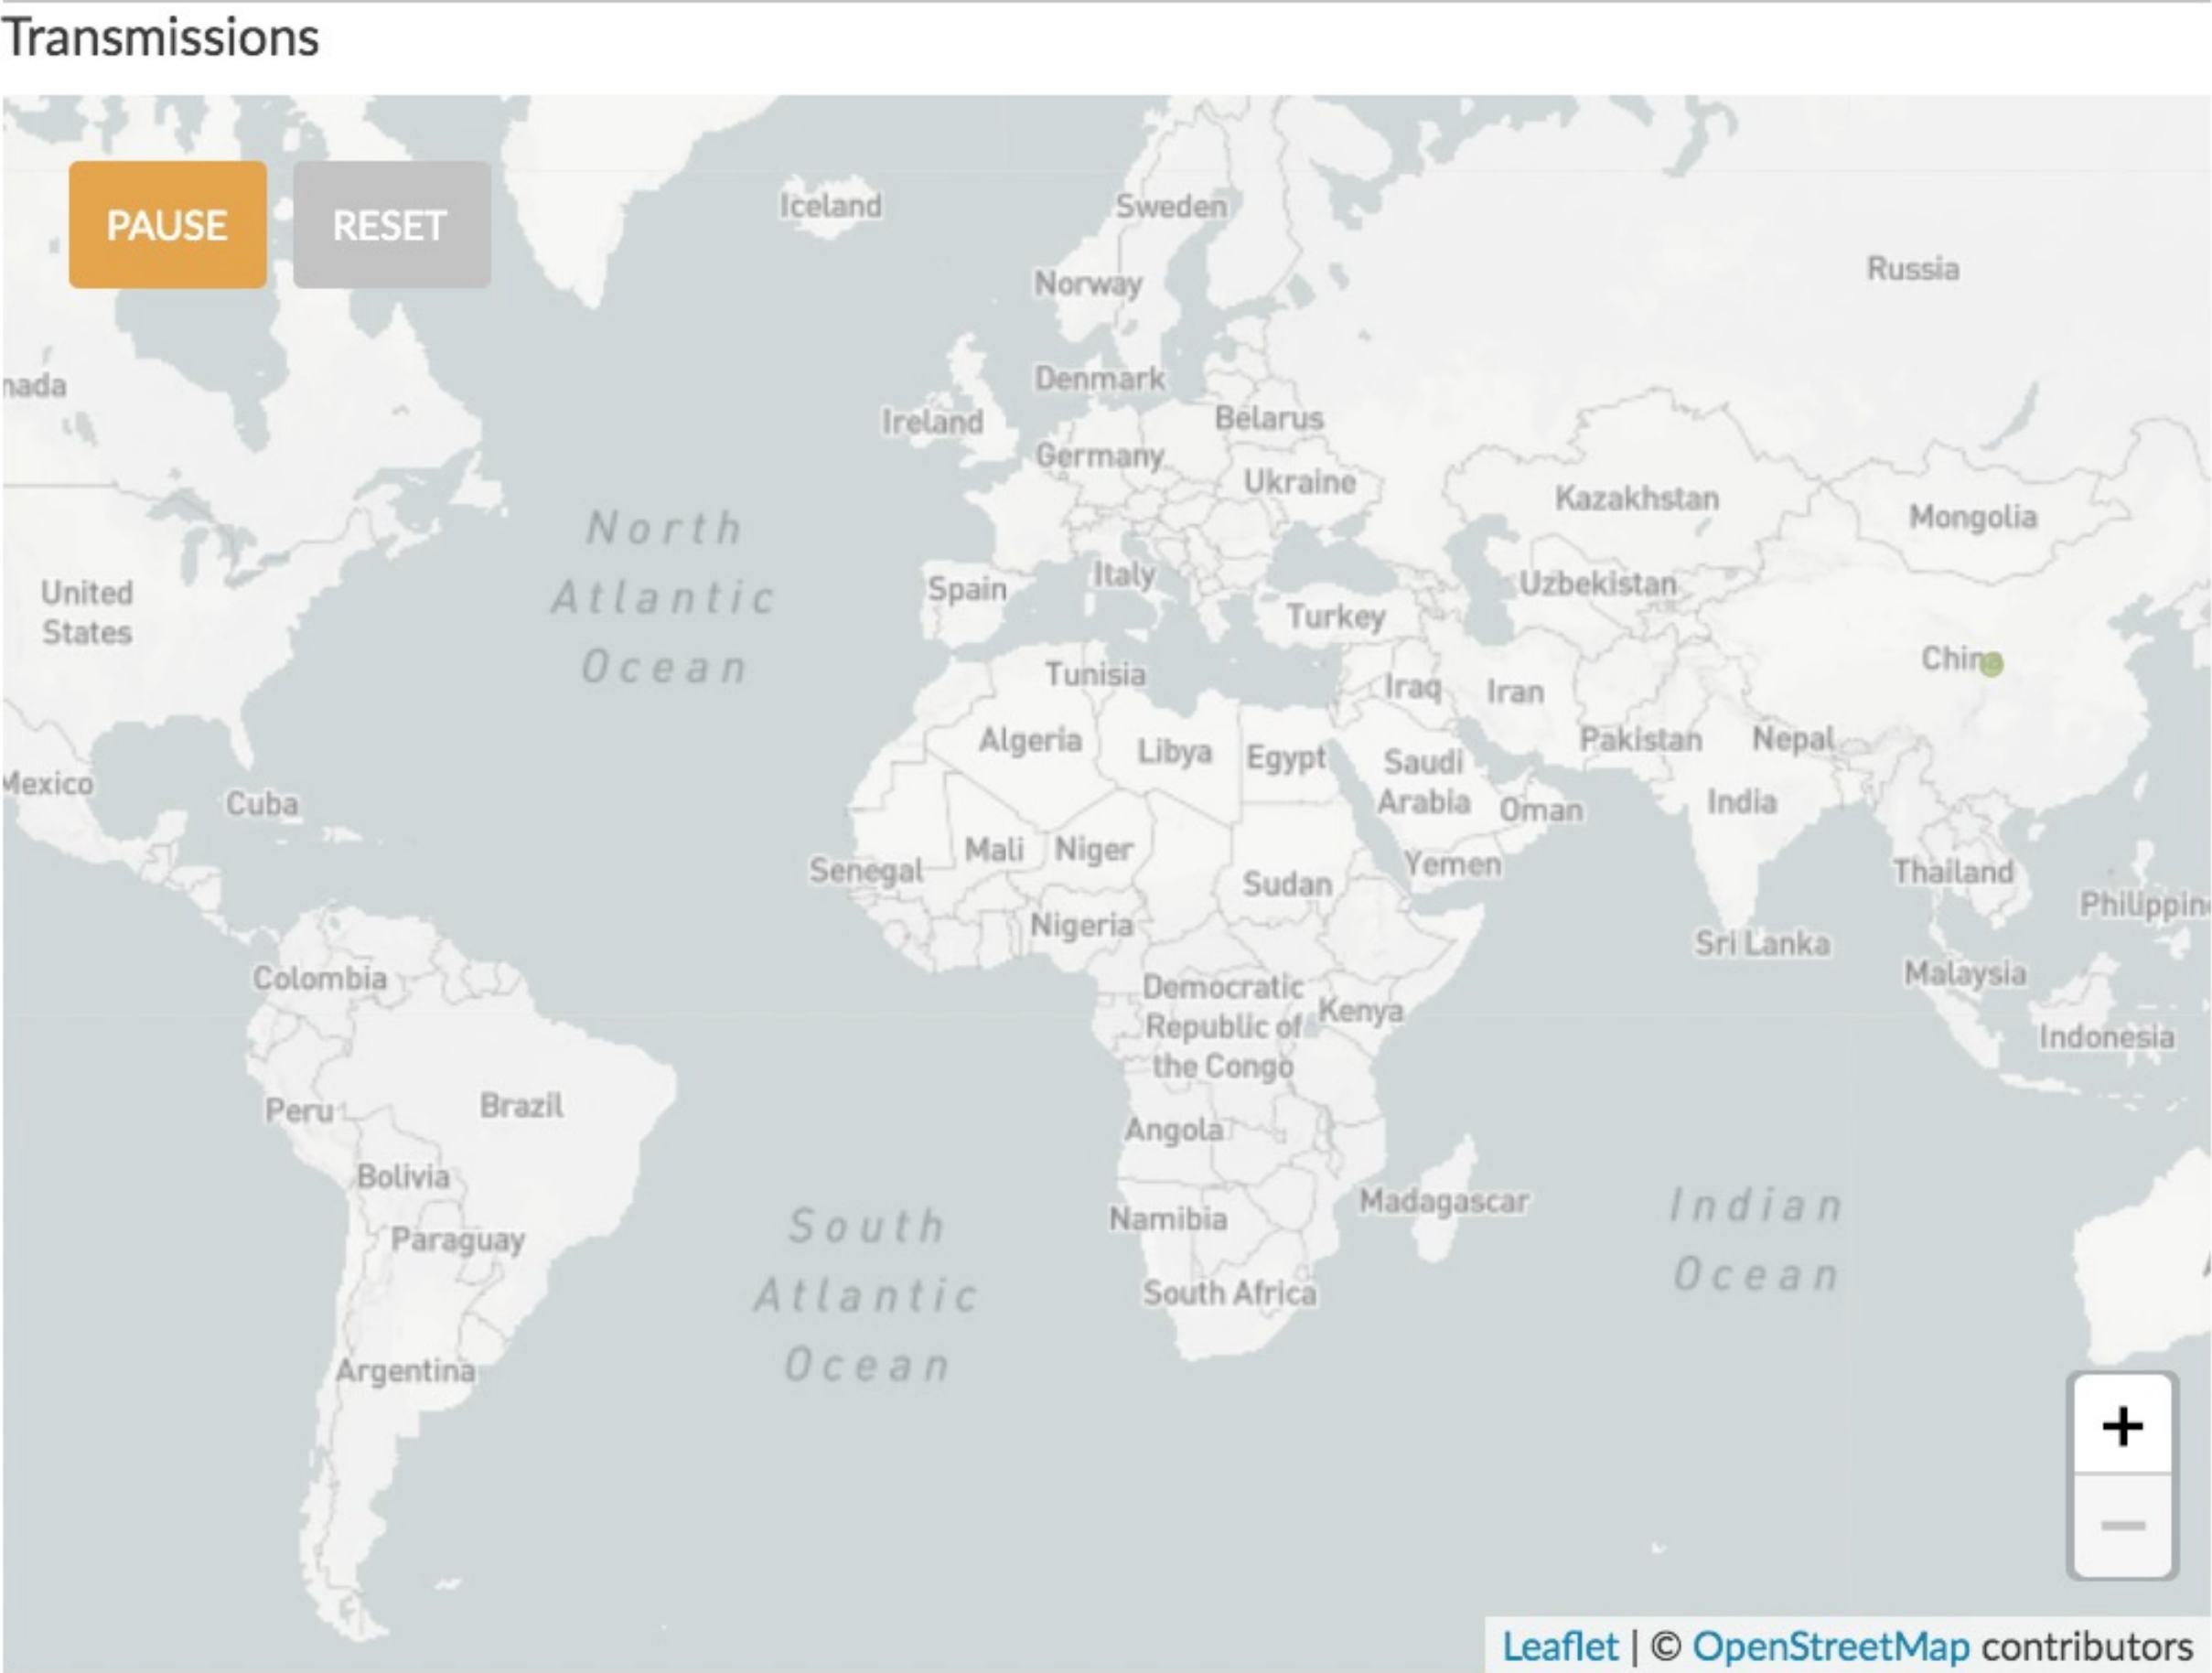 Transmissions
PAUSE
RESET
Iceland
Sweden
Russia
Norway
nada
Denmark
Ireland
Belarus
Germany
Ukraine
Kazakhstan
Mongolia
North
Atlantic
Ocean
United
States
Spain
Italy
Uzbekistan
Turkey
China
Tunisia
Iraq
Iran
Algeria
Libya
Egypt
Saudi
Arabia
Pakistan
Nepal
Mexico
Cuba
Oman
India
Mali
Niger
Senegal
Yemen
Sudan
Thailand
Nigeria
Philippin
Sri Lanka
Colombia
Malaysia
Democratic
Republic of
the Congo
Kenya
Indonesia
Peru
Brazil
Angola
Bolivia
Madagascar
Namibia
Paraguay
South
Atlantic
Ocean
Indian
Ocean
South Africa
Argentina
+
−
Leaflet | © OpenStreetMap contributors